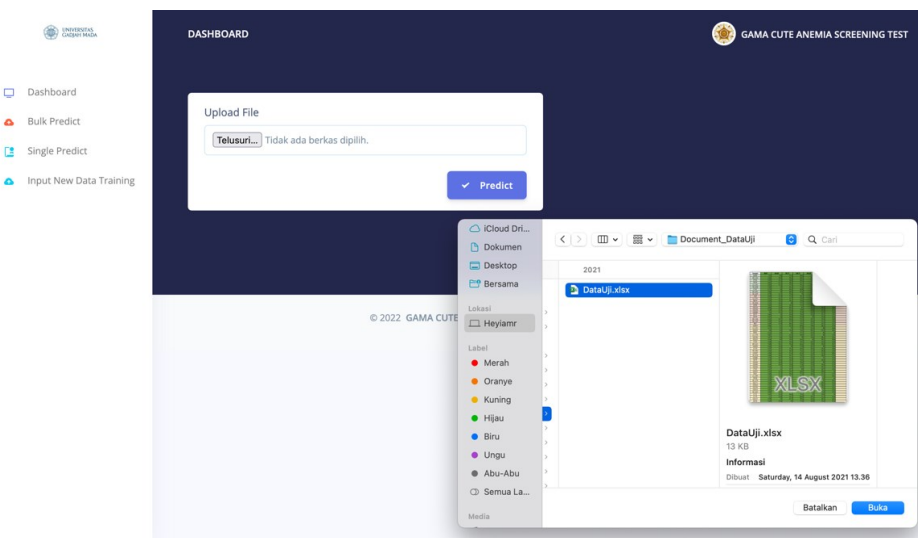 UNIVERSITAS
GADJAH MADA
DASHBOARD
GAMA CUTE ANEMIA SCREENING TEST
Dashboard
Bulk Predict
Single Predict
Input New Data Training
Upload File
Telusuri... Tidak ada berkas dipilih.
Predict
© 2022 GAMA CUTE
iCloud Dri...
Dokumen
Desktop
Bersama
Lokasi
Heyiamr
Label
Merah
Oranye
Kuning
Hijau
Biru
Ungu
Abu-Abu
Semua La...
Media
Document_DataUji
Cari
2021
DataUji.xlsx
XLSX
DataUji.xlsx
13 KB
Informasi
Dibuat Saturday, 14 August 2021 13.36
Batalkan
Buka